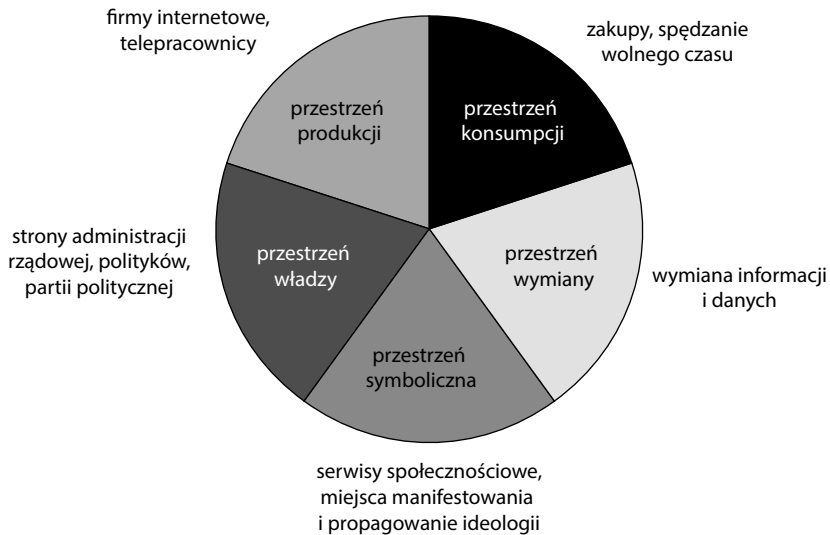 firmy internetowe,
telepracownicy
zakupy, spędzanie
wolnego czasu
przestrzeń
produkcji
przestrzeń
konsumpcji
strony administracji
rządowej, polityków,
partii politycznej
przestrzeń
władzy
przestrzeń
wymiany
wymiana informacji
i danych
przestrzeń
symboliczna
serwisy społecznościowe,
miejsca manifestowania
i propagowanie ideologii